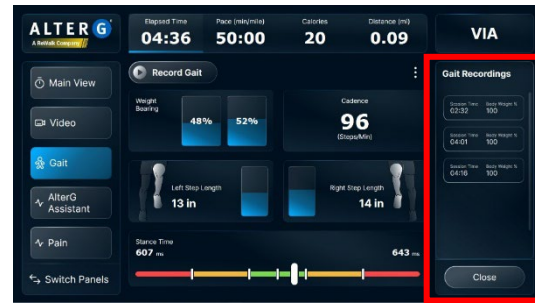 ALTER G
A ReWalk Company
Elapsed Time
04:36
Pace (min/mile)
50:00
Calories
20
Distance (mi)
0.09
VIA
Main View
Video
Gait
AlterG
Assistant
Pain
Switch Panels
Record Gait
Weight
Bearing
48%
52%
Cadence
96
(Steps/Min)
Left Step Length
13 in
Right Step Length
14 in
Stance Time
607 ms
643 ms
Gait Recordings
Session Time Body Weight %
02:32 100
Session Time Body Weight %
04:01 100
Session Time Body Weight %
04:16 100
Close